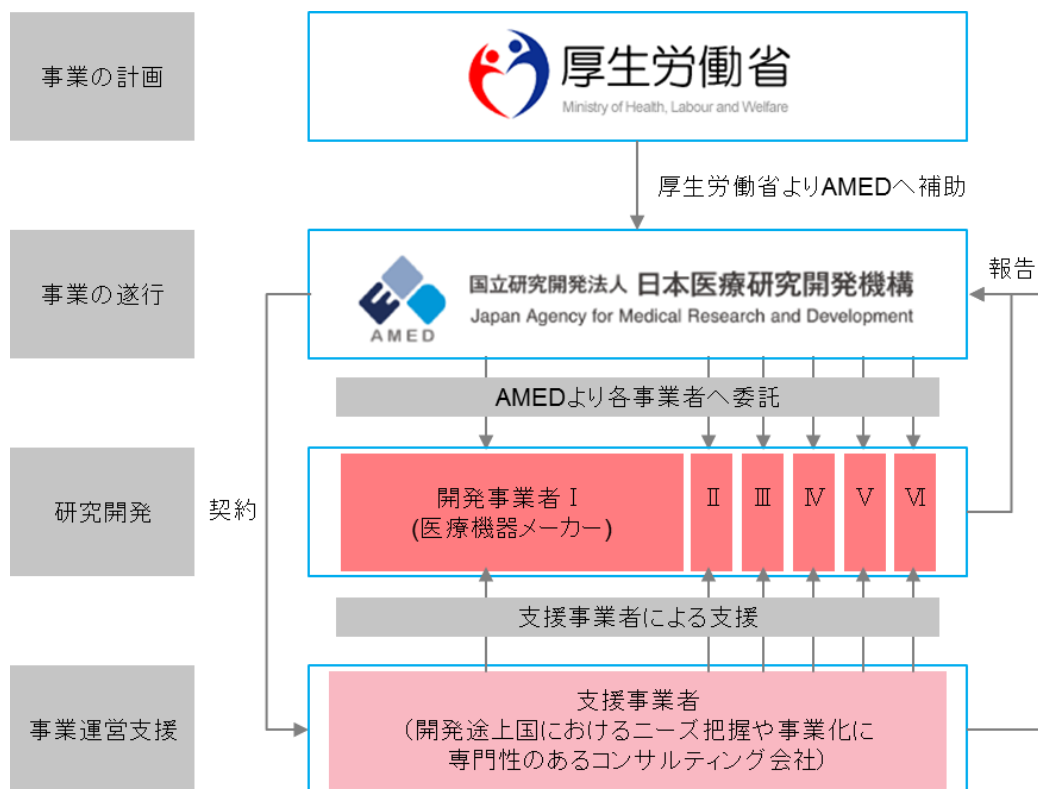 事業の計画
厚生労働省
Ministry of Health, Labour and Welfare
厚生労働省よりAMEDへ補助
事業の遂行
AMED
国立研究開発法人 日本医療研究開発機構
Japan Agency for Medical Research and Development
報告
AMEDより各事業者へ委託
研究開発
契約
開発事業者Ⅰ
(医療機器メーカー)
Ⅱ
Ⅲ
Ⅳ
Ⅴ
Ⅵ
支援事業者による支援
事業運営支援
支援事業者
（開発途上国におけるニーズ把握や事業化に
専門性のあるコンサルティング会社）